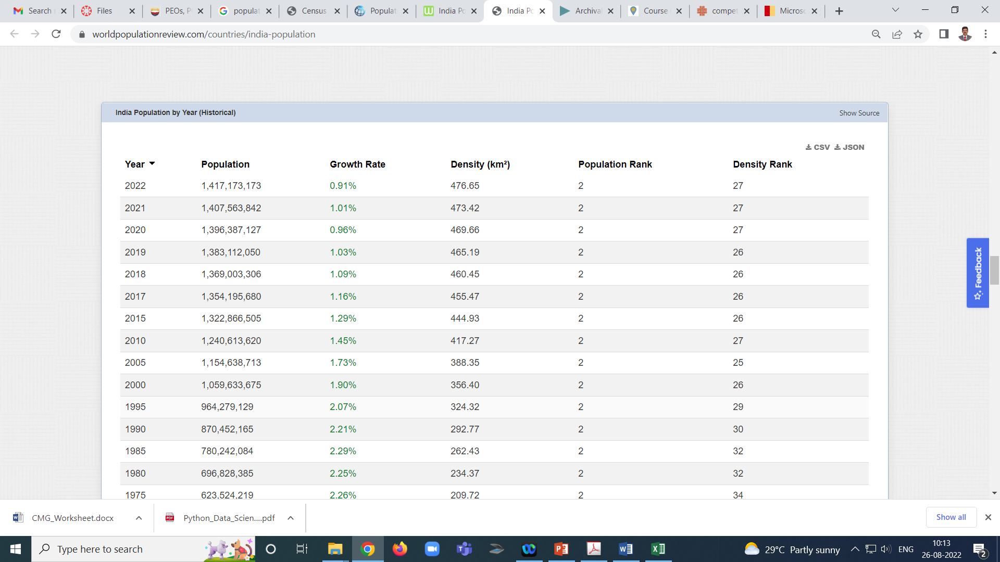 Search
Files
PEOs, P
populat
Census
Populat
India Po
India Po
Archival
Course
compet
Microso
worldpopulationreview.com/countries/india-population
India Population by Year (Historical)
Show Source
CSV JSON
Year Population Growth Rate Density (km²) Population Rank Density Rank
2022 1,417,173,173 0.91% 476.65 2 27
2021 1,407,563,842 1.01% 473.42 2 27
2020 1,396,387,127 0.96% 469.66 2 27
2019 1,383,112,050 1.03% 465.19 2 26
2018 1,369,003,306 1.09% 460.45 2 26
2017 1,354,195,680 1.16% 455.47 2 26
2015 1,322,866,505 1.29% 444.93 2 26
2010 1,240,613,620 1.45% 417.27 2 27
2005 1,154,638,713 1.73% 388.35 2 25
2000 1,059,633,675 1.90% 356.40 2 26
1995 964,279,129 2.07% 324.32 2 29
1990 870,452,165 2.21% 292.77 2 30
1985 780,242,084 2.29% 262.43 2 32
1980 696,828,385 2.25% 234.37 2 32
1975 623,524,219 2.26% 209.72 2 34
Feedback
CMG_Worksheet.docx
Python_Data_Scien....pdf
Show all
Type here to search
29°C Partly sunny
ENG
10:13
26-08-2022
2